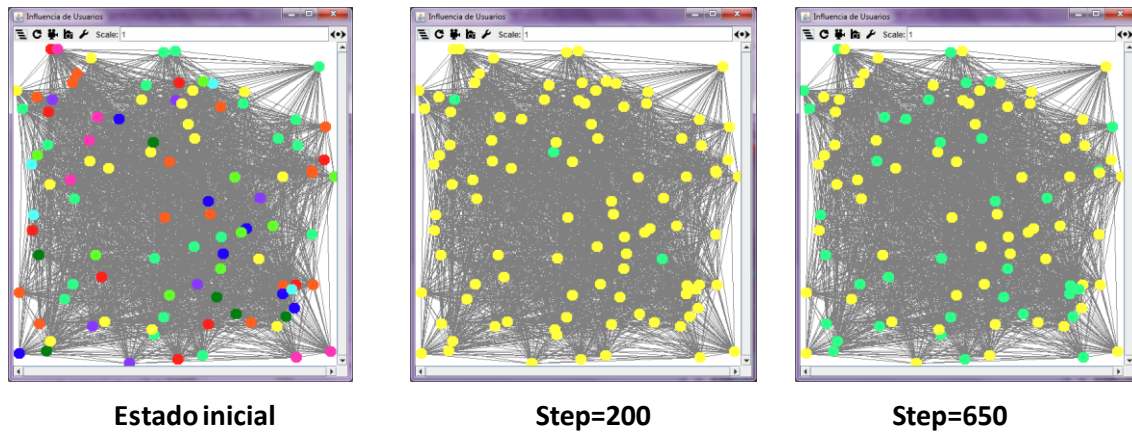 Influencia de Usuarios
Scale: 1
Influencia de Usuarios
Scale: 1
Influencia de Usuarios
Scale: 1
Estado inicial
Step=200
Step=650